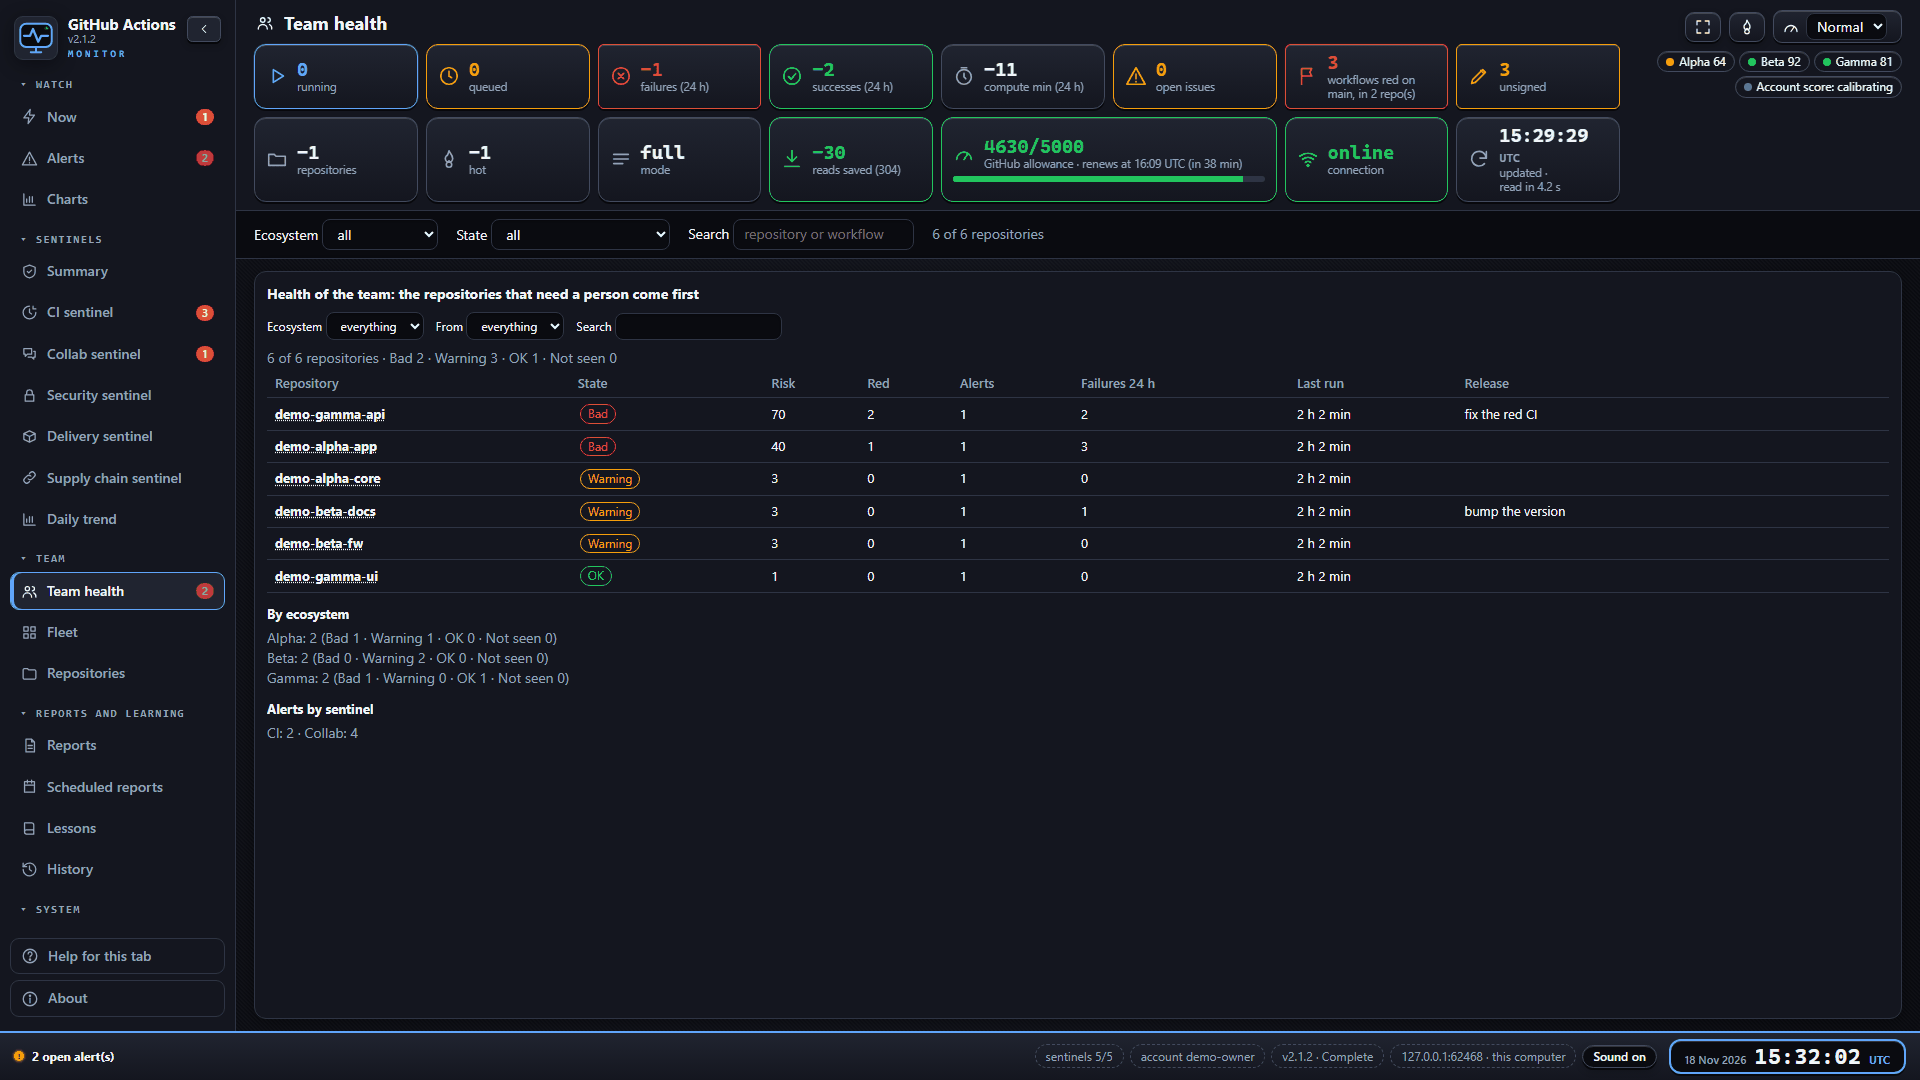 GitHub Actions
v2.1.2
MONITOR
WATCH
Now 1
Alerts 2
Charts
SENTINELS
Summary
CI sentinel 3
Collab sentinel 1
Security sentinel
Delivery sentinel
Supply chain sentinel
Daily trend
TEAM
Team health 2
Fleet
Repositories
REPORTS AND LEARNING
Reports
Scheduled reports
Lessons
History
SYSTEM
Help for this tab
About
Team health
Normal
Alpha 64 Beta 92 Gamma 81
Account score: calibrating
0
running
0
queued
−1
failures (24 h)
−2
successes (24 h)
−11
compute min (24 h)
0
open issues
3
workflows red on
main, in 2 repo(s)
3
unsigned
−1
repositories
−1
hot
full
mode
−30
reads saved (304)
4630/5000
GitHub allowance · renews at 16:09 UTC (in 38 min)
online
connection
15:29:29
UTC
updated ·
read in 4.2 s
Ecosystem all State all Search repository or workflow 6 of 6 repositories
Health of the team: the repositories that need a person come first
Ecosystem everything From everything Search
6 of 6 repositories · Bad 2 · Warning 3 · OK 1 · Not seen 0
Repository State Risk Red Alerts Failures 24 h Last run Release
demo-gamma-api Bad 70 2 1 2 2 h 2 min fix the red CI
demo-alpha-app Bad 40 1 1 3 2 h 2 min
demo-alpha-core Warning 3 0 1 0 2 h 2 min
demo-beta-docs Warning 3 0 1 1 2 h 2 min bump the version
demo-beta-fw Warning 3 0 1 0 2 h 2 min
demo-gamma-ui OK 1 0 1 0 2 h 2 min
By ecosystem
Alpha: 2 (Bad 1 · Warning 1 · OK 0 · Not seen 0)
Beta: 2 (Bad 0 · Warning 2 · OK 0 · Not seen 0)
Gamma: 2 (Bad 1 · Warning 0 · OK 1 · Not seen 0)
Alerts by sentinel
CI: 2 · Collab: 4
2 open alert(s)
sentinels 5/5 account demo-owner v2.1.2 · Complete 127.0.0.1:62468 · this computer Sound on 18 Nov 2026 15:32:02 UTC